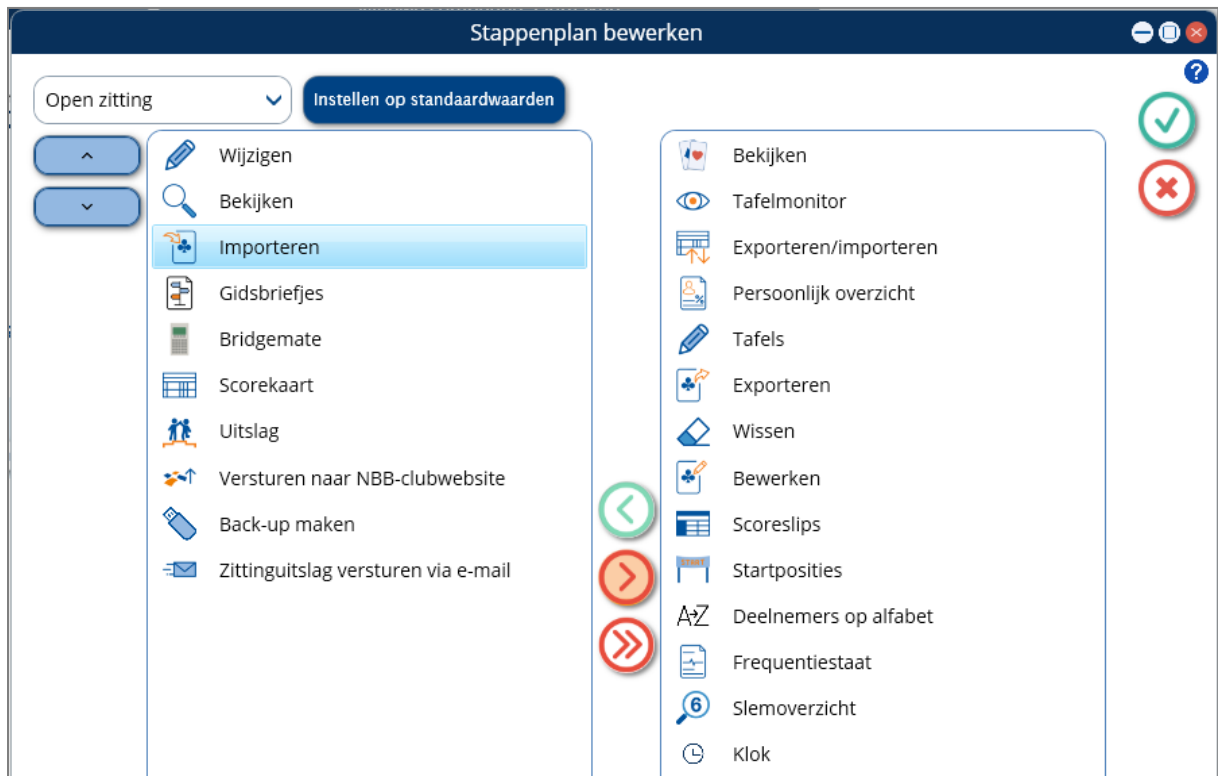 Stappenplan bewerken
?
Open zitting
Instellen op standaardwaarden
Wijzigen
Bekijken
Importeren
Gidsbriefjes
Bridgemate
Scorekaart
Uitslag
Versturen naar NBB-clubwebsite
Back-up maken
Zittinguitslag versturen via e-mail
Bekijken
Tafelmonitor
Exporteren/importeren
Persoonlijk overzicht
Tafels
Exporteren
Wissen
Bewerken
Scoreslips
START Startposities
A→Z Deelnemers op alfabet
Frequentiestaat
6 Slemoverzicht
Klok